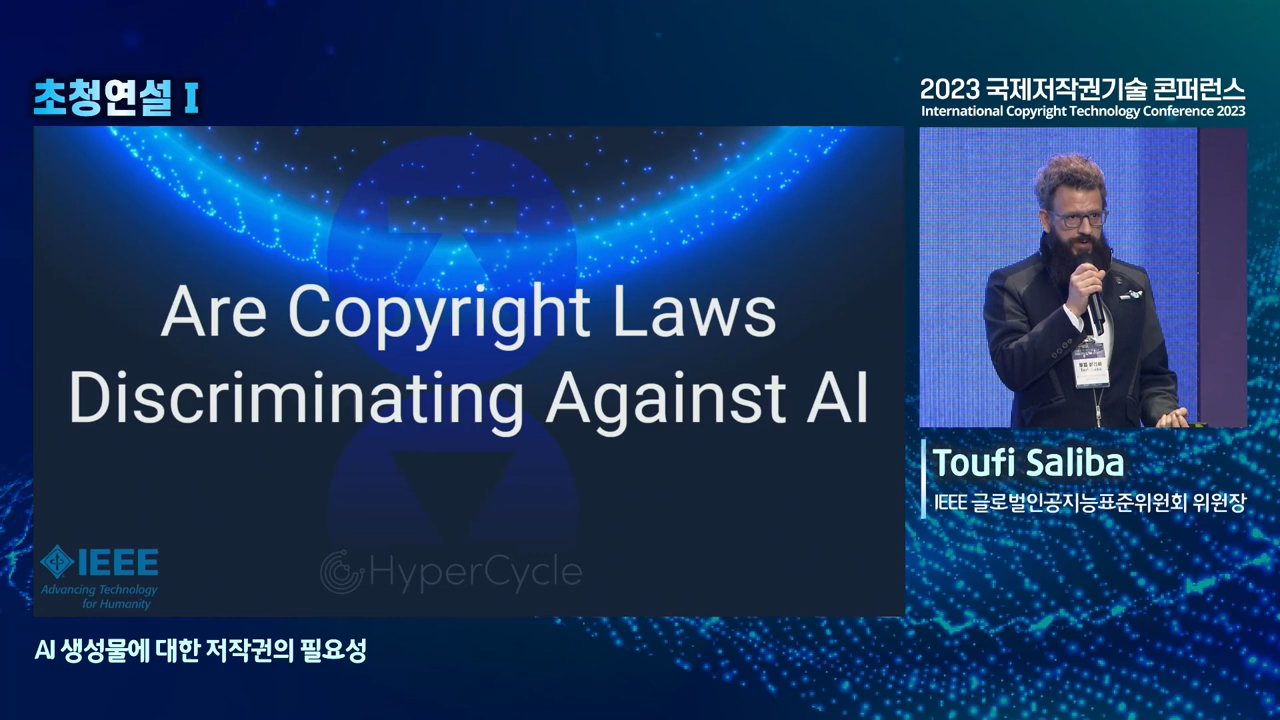 초청연설 I
2023 국제저작권기술 콘퍼런스
International Copyright Technology Conference 2023
Are Copyright Laws
Discriminating Against AI
IEEE
Advancing Technology
for Humanity
HyperCycle
Toufi Saliba
IEEE 글로벌인공지능표준위원회 위원장
AI 생성물에 대한 저작권의 필요성